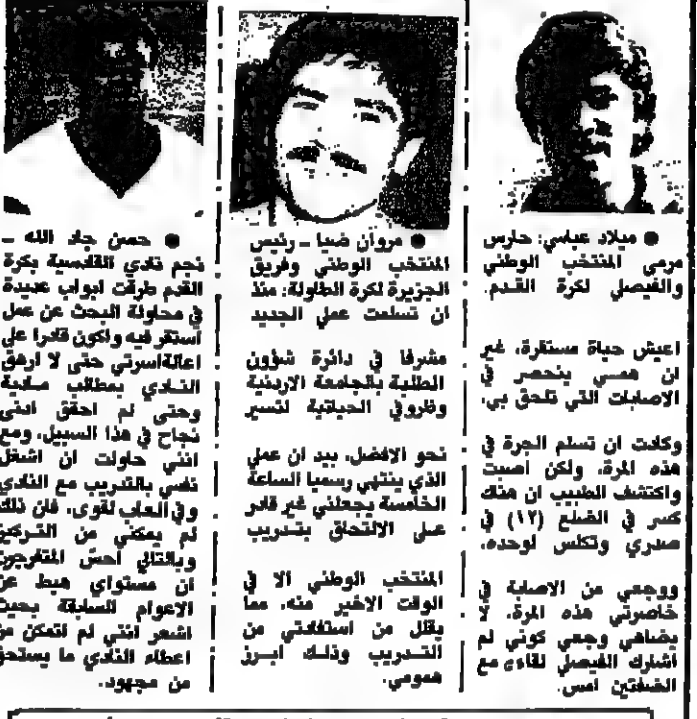 ● ميلاد عباسي: حارس
مرمى المنتخب الوطني
والفيصلي لكرة القدم.
اعيش حياة مستقرة، غير
ان همي ينحصر في
الاصابات التي تلحق بي.
وكادت ان تسلم الجرة في
هذه المرة، ولكن اصبت
واكتشف الطبيب ان هناك
كسر في الضلع (١٢) في
صدري وتكلس لوحده.
ووجعي من الاصابة في
خاصرتي هذه المرة، لا
يضاهي وجعي كوني لم
اشارك الفيصلي لقاءه مع
الضفتين امس.
● مروان ضيا ـ رئيس
المنتخب الوطني وفريق
الجزيرة لكرة الطاولة: منذ
ان تسلمت عملي الجديد
مشرفا في دائرة شؤون
الطلبة بالجامعة الاردنية
وظروفي الحياتية لتسير
نحو الافضل، بيد ان عملي
الذي ينتهي رسميا الساعة
الخامسة يجعلني غير قادر
على الالتحاق بتدريب
المنتخب الوطني الا في
الوقت الاخير منه، مما
يقلل من استفادتي من
التدريب وذلك ابرز
همومي.
● حسن جاد الله ـ
نجم نادي القادسية بكرة
القدم طرقت ابواب عديدة
في محاولة البحث عن عمل
استقر فيه واكون قادرا على
اعالة اسرتي حتى لا ارهق
النادي بمطالب مادية
وحتى لم احقق ادنى
نجاح في هذا السبيل، ومع
انني حاولت ان اشغل
نفسي بالتدريب مع النادي
وفي العاب لقوى، فان ذلك
لم يمكني من التركيز
وبالتالي احسّ المتفرجون
ان مستواي هبط عن
الاعوام السابقة بحيث
اشعر انني لم اتمكن من
اعطاء النادي ما يستحق
من مجهود.